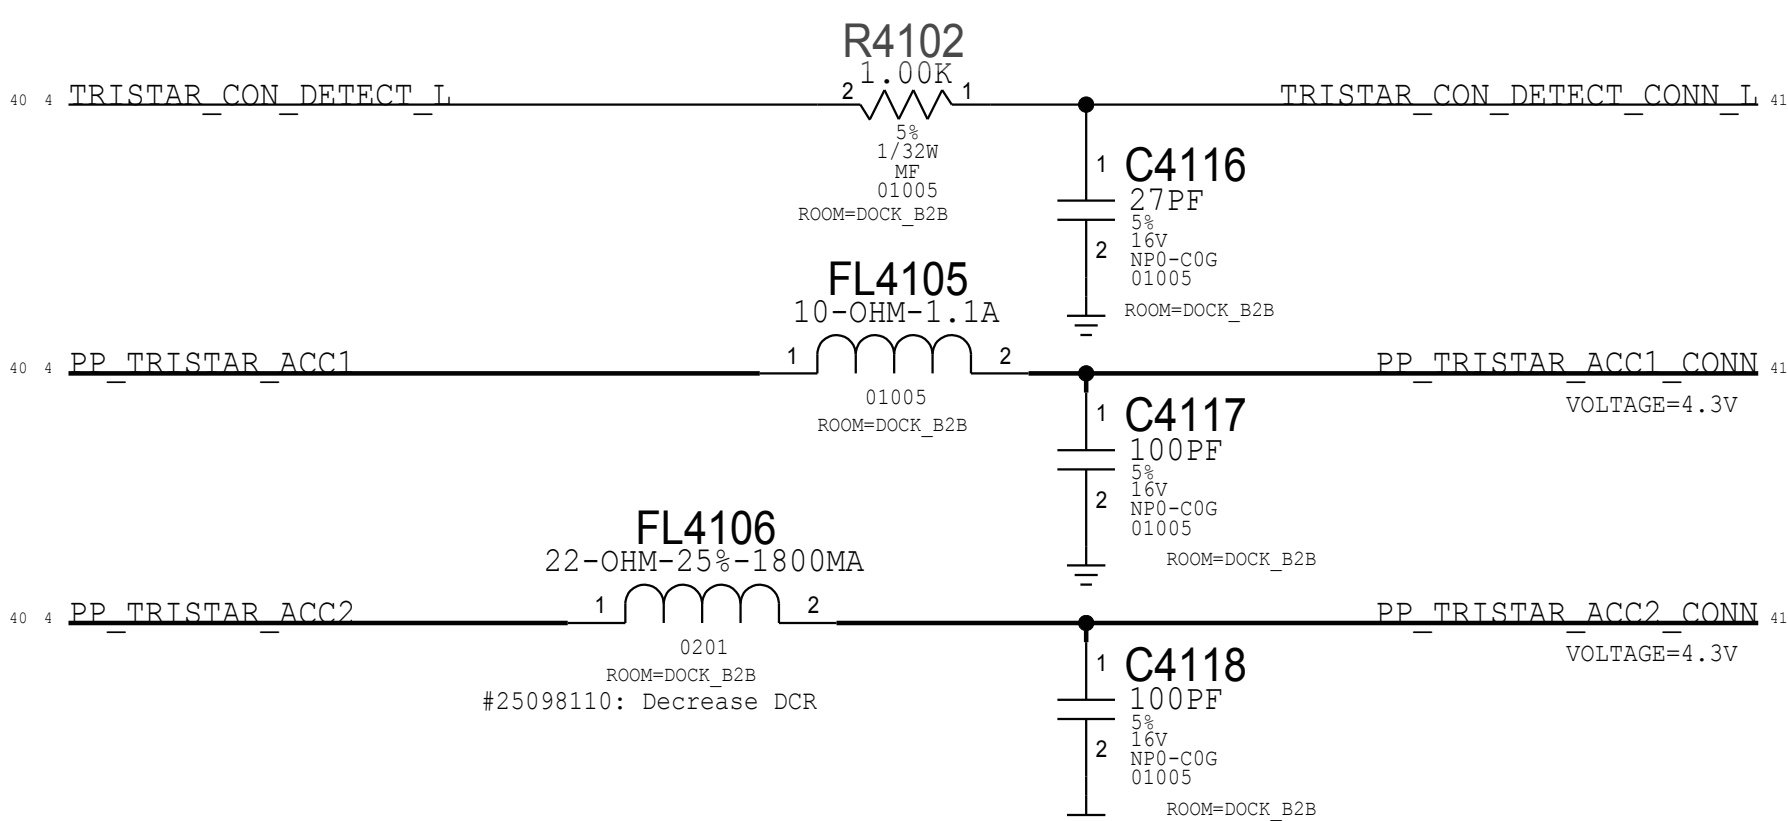 R4102
1.00K
40 4 TRISTAR_CON_DETECT_L 2 1 TRISTAR_CON_DETECT_CONN_L 41
5%
1/32W
MF
01005
ROOM=DOCK_B2B
1 C4116
27PF
5%
16V
2 NP0-C0G
01005
ROOM=DOCK_B2B
FL4105
10-OHM-1.1A
40 4 PP_TRISTAR_ACC1 1 2 PP_TRISTAR_ACC1_CONN 41
VOLTAGE=4.3V
01005
ROOM=DOCK_B2B
1 C4117
100PF
5%
16V
2 NP0-C0G
01005
ROOM=DOCK_B2B
FL4106
22-OHM-25%-1800MA
40 4 PP_TRISTAR_ACC2 1 2 PP_TRISTAR_ACC2_CONN 41
VOLTAGE=4.3V
0201
ROOM=DOCK_B2B
#25098110: Decrease DCR
1 C4118
100PF
5%
16V
2 NP0-C0G
01005
ROOM=DOCK_B2B